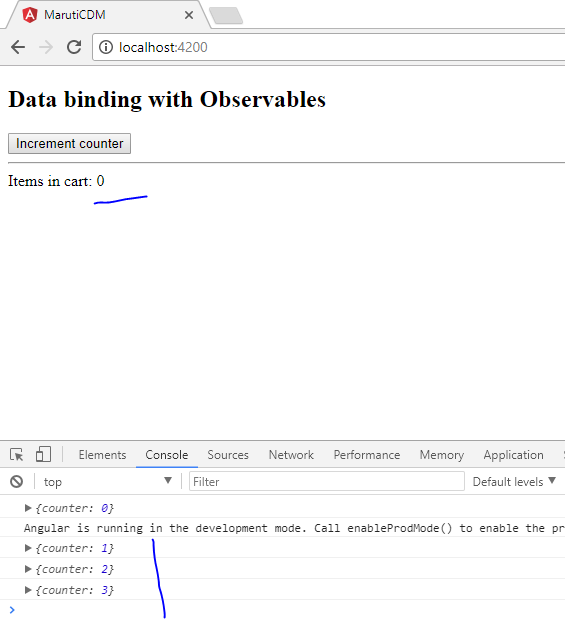 MarutiCDM
localhost:4200
Data binding with Observables
Increment counter
Items in cart: 0
Elements Console Sources Network Performance Memory Application
top Filter Default levels
{counter: 0}
Angular is running in the development mode. Call enableProdMode() to enable the pr
{counter: 1}
{counter: 2}
{counter: 3}